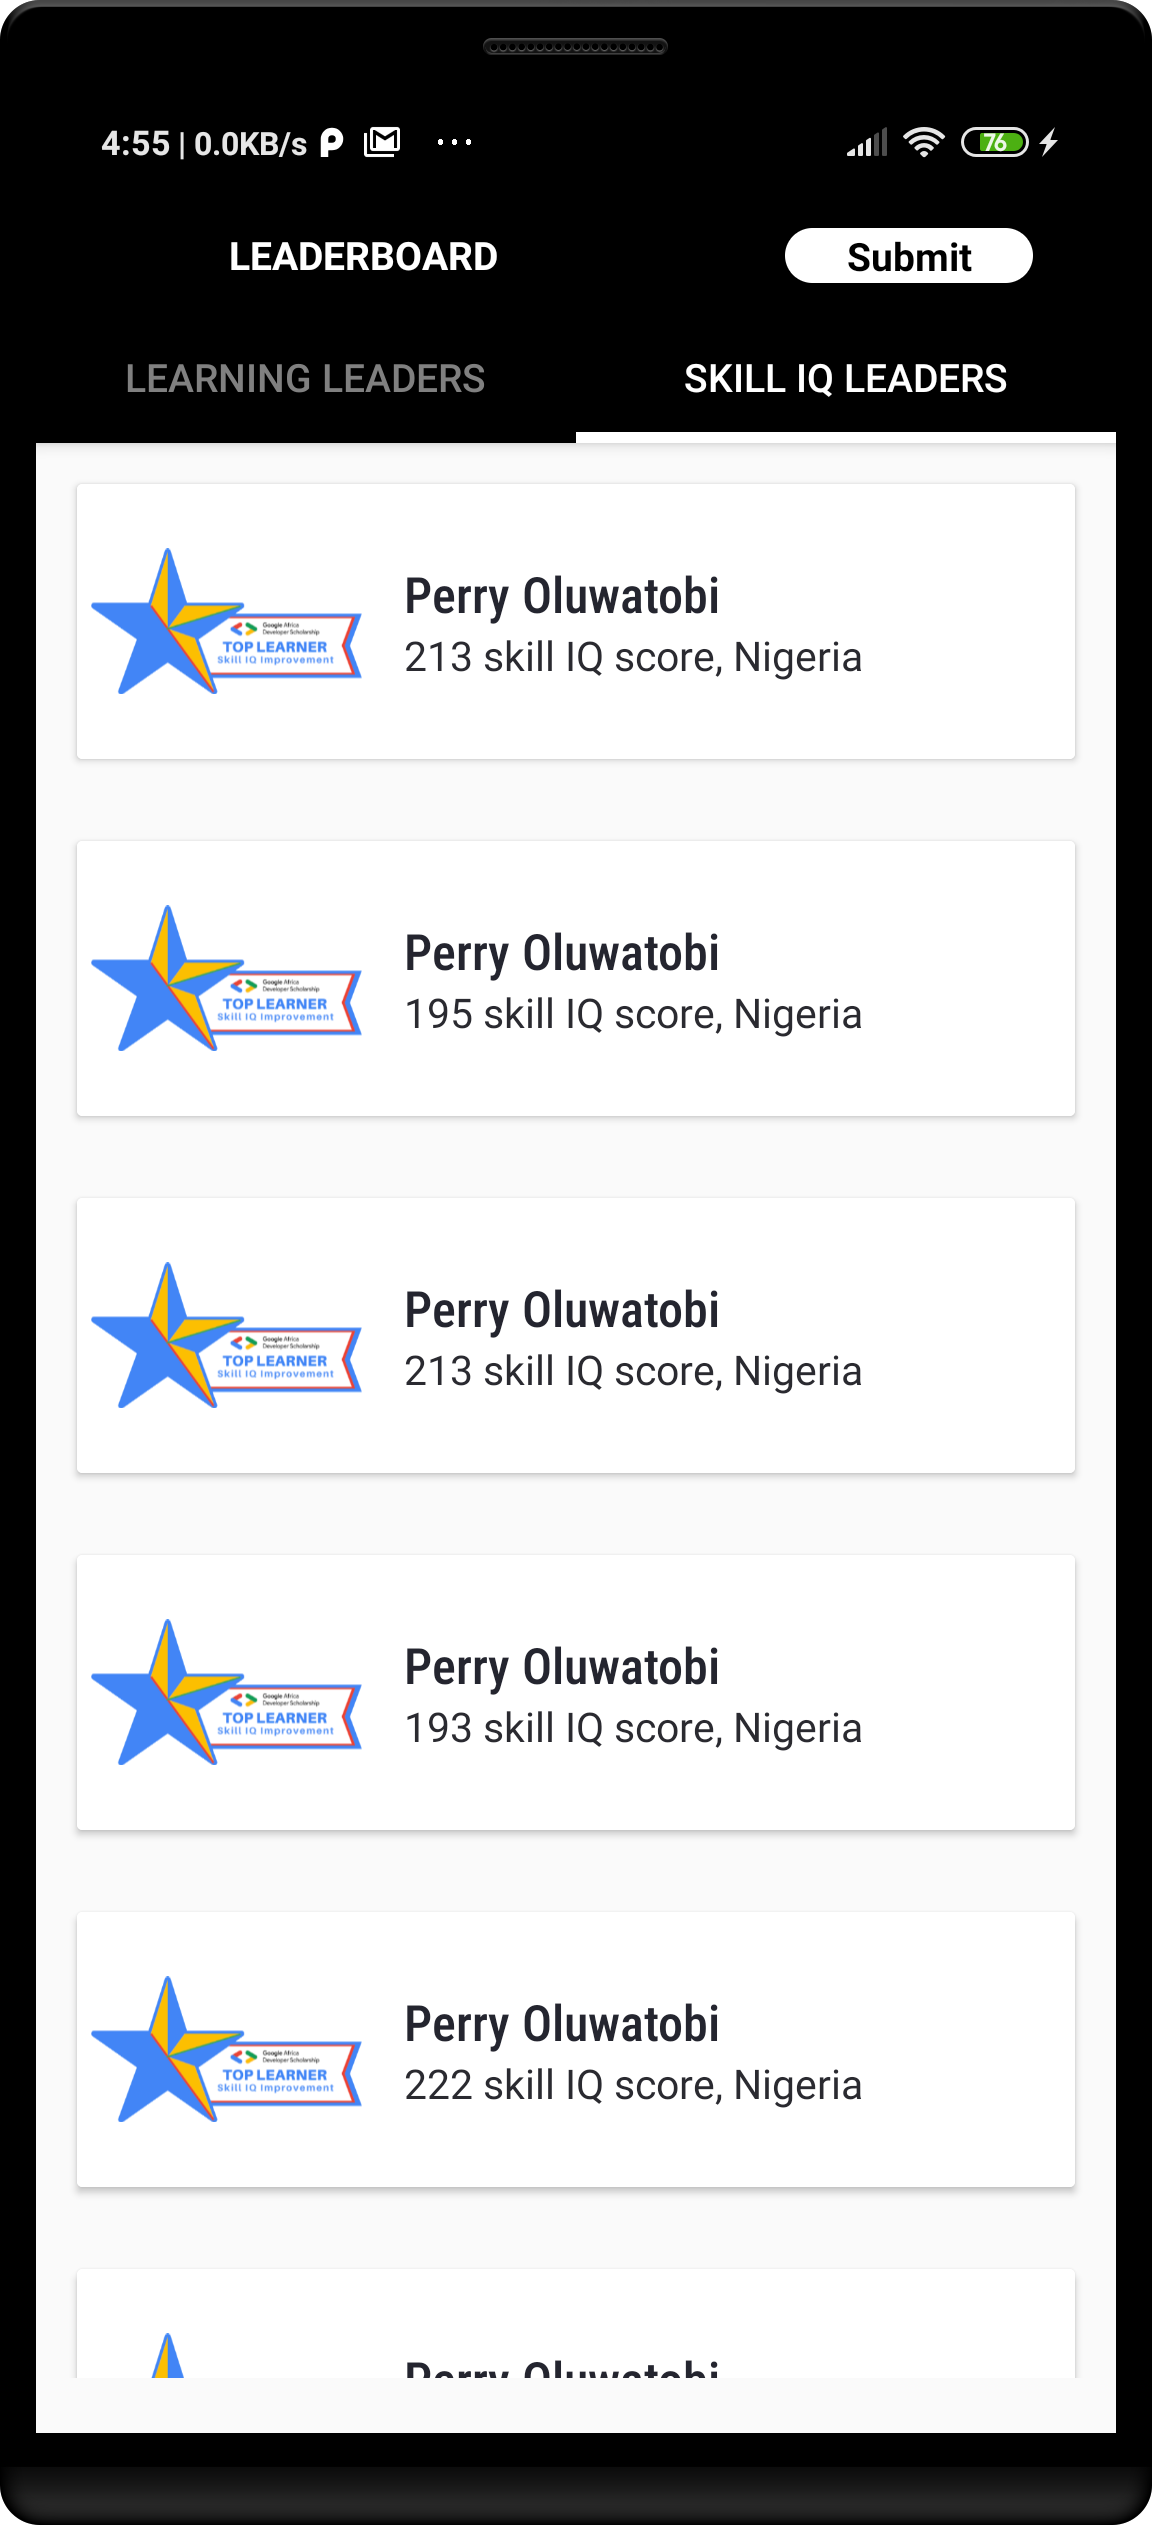 4:55 | 0.0KB/s
76
LEADERBOARD
Submit
LEARNING LEADERS
SKILL IQ LEADERS
Google Africa
Developer Scholarship
TOP LEARNER
Skill IQ Improvement
Perry Oluwatobi
213 skill IQ score, Nigeria
Google Africa
Developer Scholarship
TOP LEARNER
Skill IQ Improvement
Perry Oluwatobi
195 skill IQ score, Nigeria
Google Africa
Developer Scholarship
TOP LEARNER
Skill IQ Improvement
Perry Oluwatobi
213 skill IQ score, Nigeria
Google Africa
Developer Scholarship
TOP LEARNER
Skill IQ Improvement
Perry Oluwatobi
193 skill IQ score, Nigeria
Google Africa
Developer Scholarship
TOP LEARNER
Skill IQ Improvement
Perry Oluwatobi
222 skill IQ score, Nigeria
Perry Oluwatobi